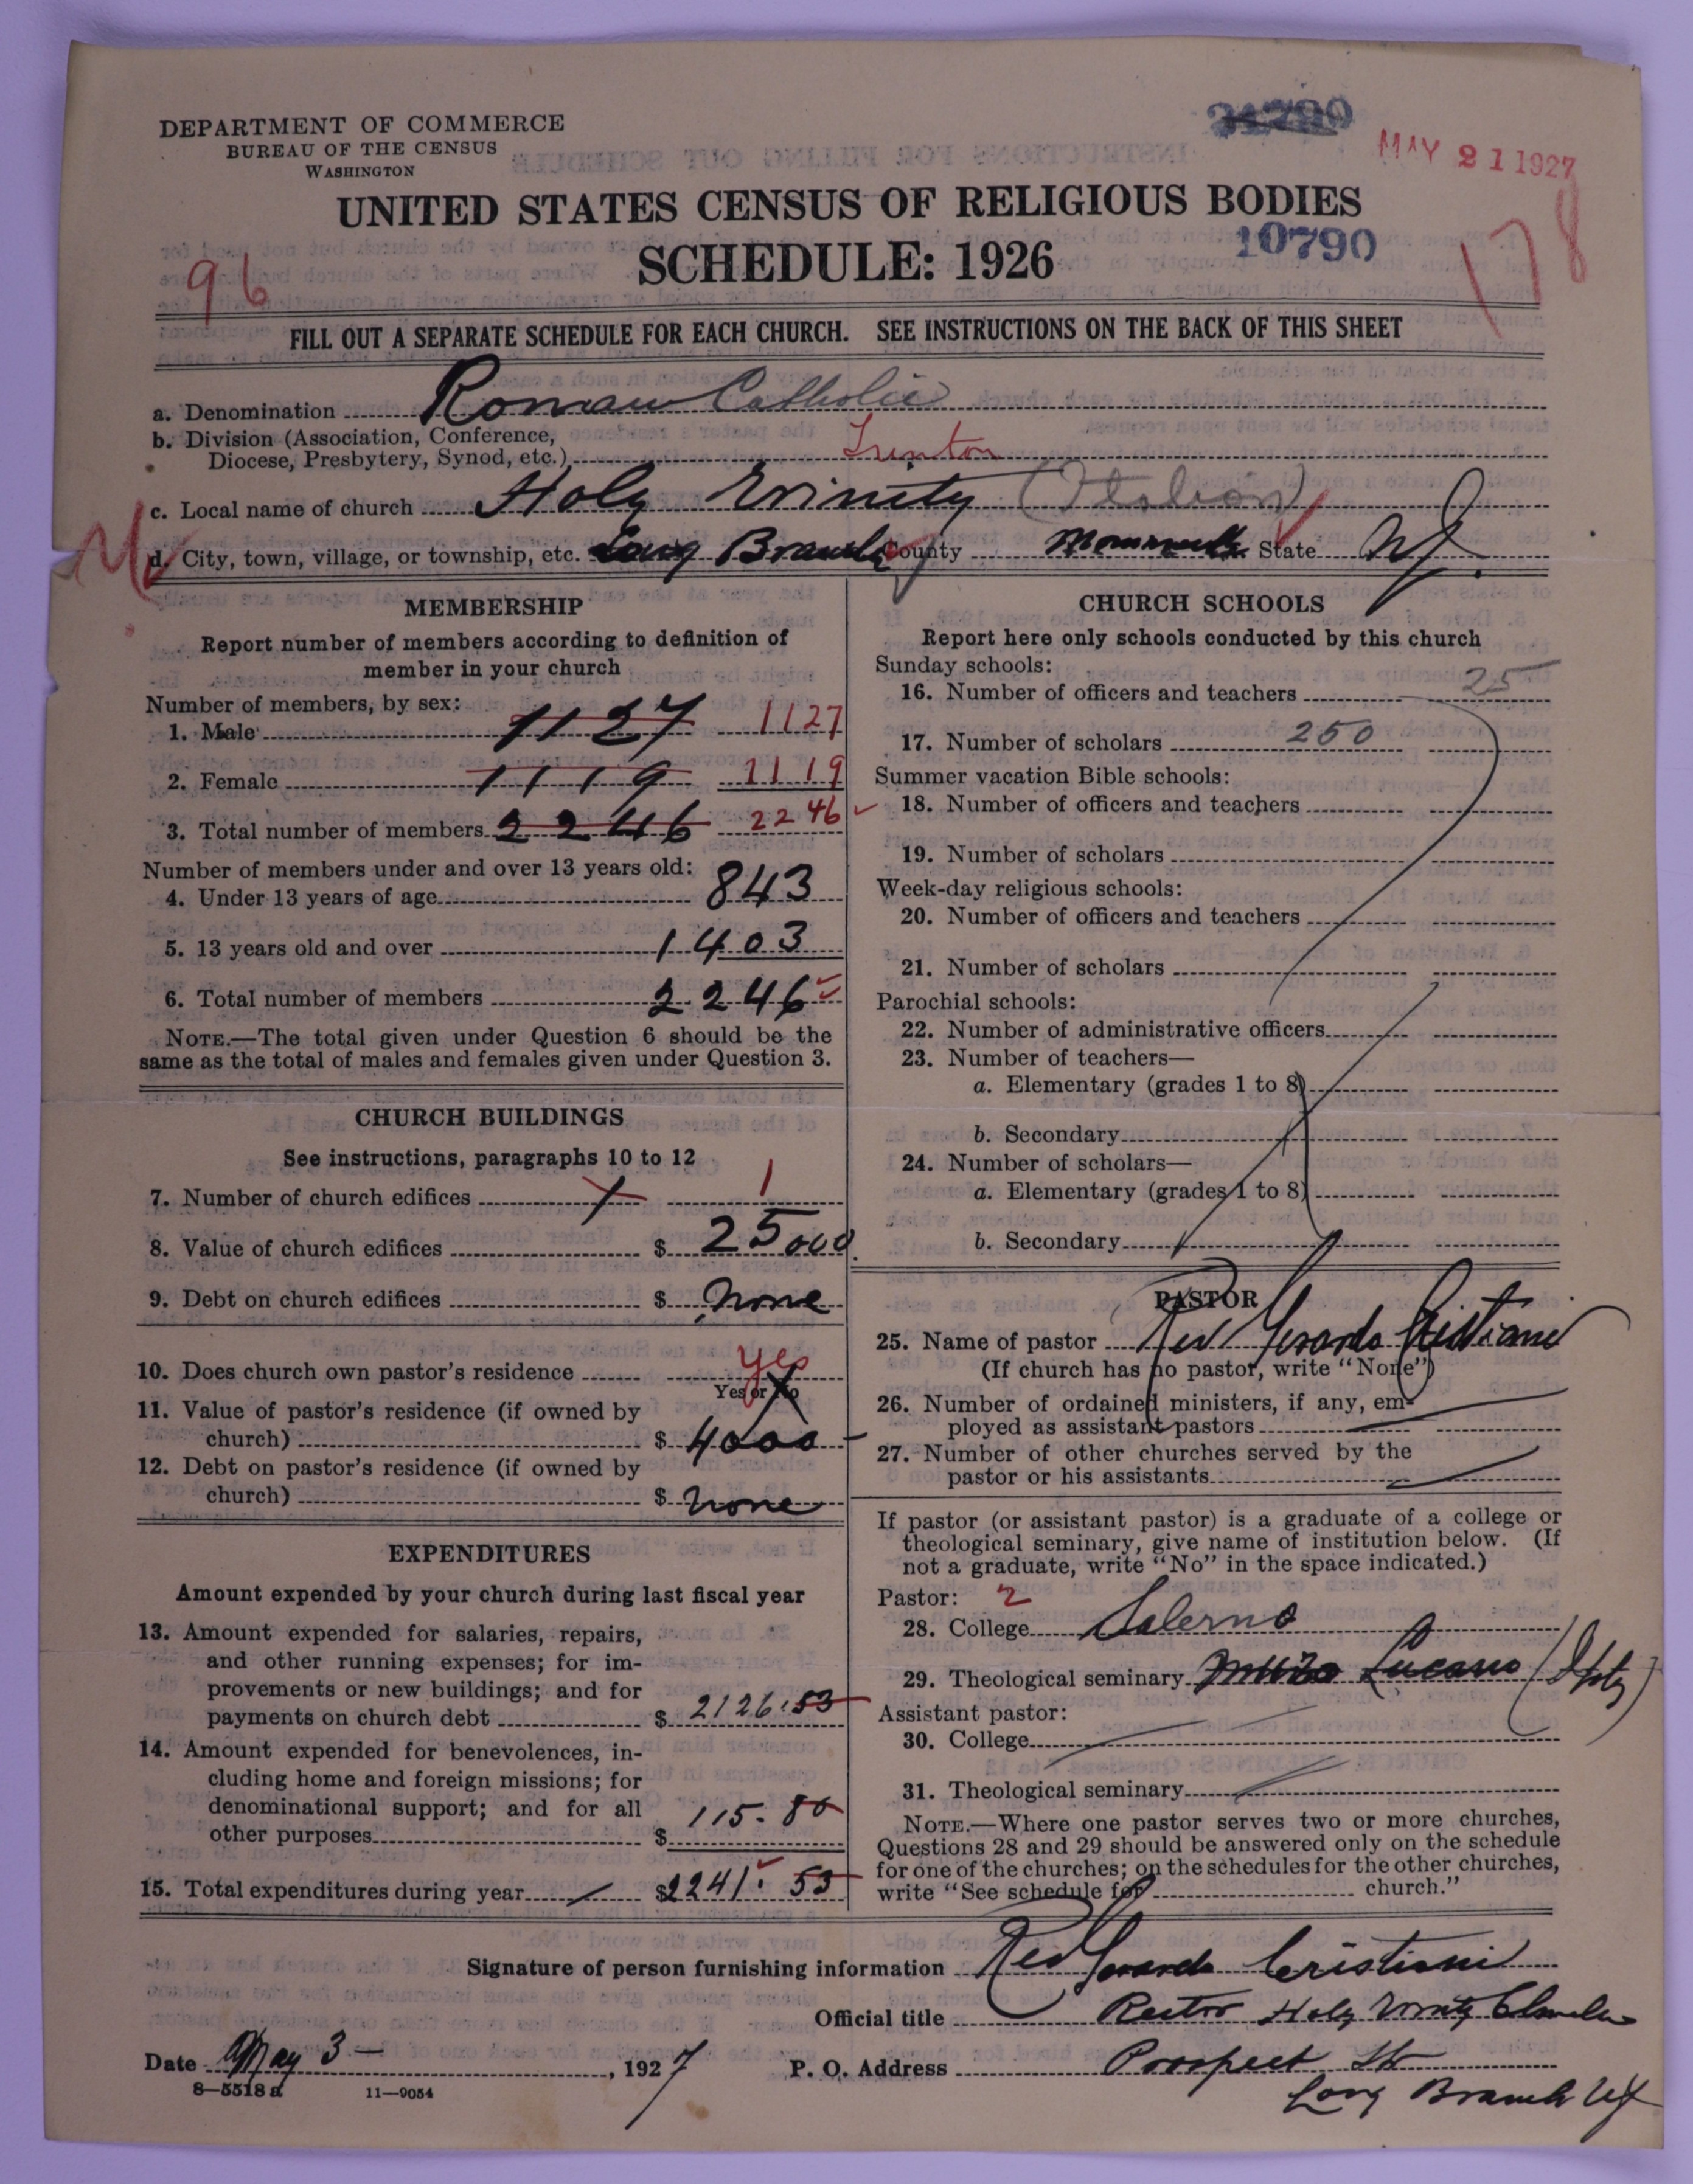 DEPARTMENT OF COMMERCE
BUREAU OF THE CENSUS
WASHINGTON
MAY 21 1927
UNITED STATES CENSUS OF RELIGIOUS BODIES
SCHEDULE: 1926
10790
178
96
FILL OUT A SEPARATE SCHEDULE FOR EACH CHURCH. SEE INSTRUCTIONS ON THE BACK OF THIS SHEET
a. Denomination Roman Catholic
b. Division (Association, Conference,
Diocese, Presbytery, Synod, etc.) Trenton
c. Local name of church Holy Trinity (Italian)
d. City, town, village, or township, etc. Long Branch County Monmouth State NJ.
MEMBERSHIP
Report number of members according to definition of
member in your church
Number of members, by sex:
1. Male 1127 1127
2. Female 1119 1119
3. Total number of members 2246 2246
Number of members under and over 13 years old:
4. Under 13 years of age 843
5. 13 years old and over 1403
6. Total number of members 2246
NOTE.—The total given under Question 6 should be the
same as the total of males and females given under Question 3.
CHURCH BUILDINGS
See instructions, paragraphs 10 to 12
7. Number of church edifices 1 1
8. Value of church edifices $ 25000.
9. Debt on church edifices $ none
10. Does church own pastor's residence yes
Yes or No
11. Value of pastor's residence (if owned by
church) $ 4000
12. Debt on pastor's residence (if owned by
church) $ none
EXPENDITURES
Amount expended by your church during last fiscal year
13. Amount expended for salaries, repairs,
and other running expenses; for im-
provements or new buildings; and for
payments on church debt $ 2126.53
14. Amount expended for benevolences, in-
cluding home and foreign missions; for
denominational support; and for all
other purposes $ 115.80
15. Total expenditures during year $ 2241.53
CHURCH SCHOOLS
Report here only schools conducted by this church
Sunday schools:
16. Number of officers and teachers 25
17. Number of scholars 250
Summer vacation Bible schools:
18. Number of officers and teachers
19. Number of scholars
Week-day religious schools:
20. Number of officers and teachers
21. Number of scholars
Parochial schools:
22. Number of administrative officers
23. Number of teachers—
a. Elementary (grades 1 to 8)
b. Secondary
24. Number of scholars—
a. Elementary (grades 1 to 8)
b. Secondary
PASTOR
25. Name of pastor Rev Gerardo Cristiani
(If church has no pastor, write "None")
26. Number of ordained ministers, if any, em-
ployed as assistant pastors
27. Number of other churches served by the
pastor or his assistants
If pastor (or assistant pastor) is a graduate of a college or
theological seminary, give name of institution below. (If
not a graduate, write "No" in the space indicated.)
Pastor: 2
28. College Salerno
29. Theological seminary Lucano (Italy)
Assistant pastor:
30. College
31. Theological seminary
NOTE.—Where one pastor serves two or more churches,
Questions 28 and 29 should be answered only on the schedule
for one of the churches; on the schedules for the other churches,
write "See schedule for church."
Signature of person furnishing information Rev Gerardo Cristiani
Official title Rector Holy Trinity Church
Date May 3 — , 1927 P. O. Address Prospect St
8—5518 a 11—9054
Long Branch NJ